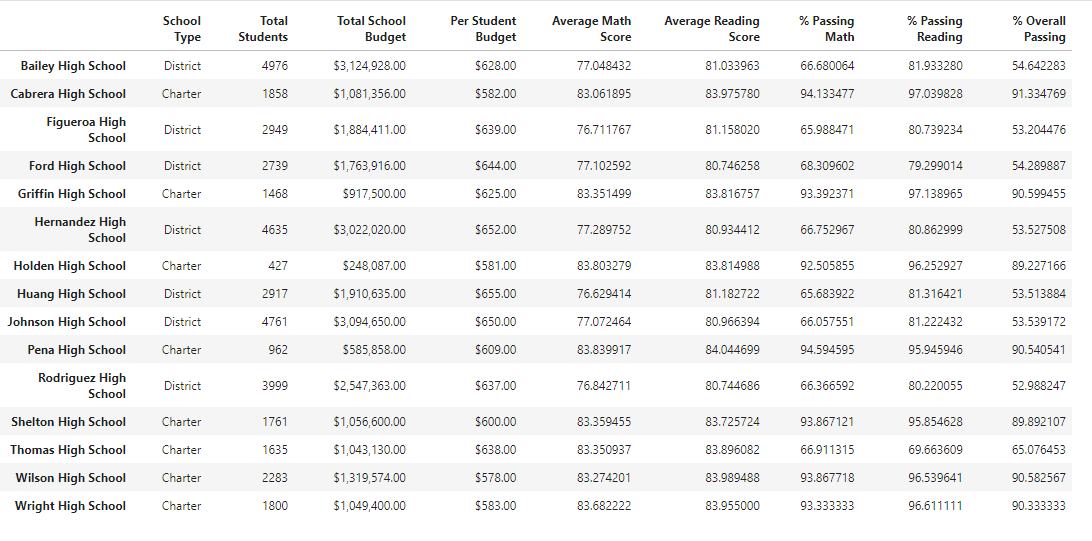 School Type Total Students Total School Budget Per Student Budget Average Math Score Average Reading Score % Passing Math % Passing Reading % Overall Passing
Bailey High School District 4976 $3,124,928.00 $628.00 77.048432 81.033963 66.680064 81.933280 54.642283
Cabrera High School Charter 1858 $1,081,356.00 $582.00 83.061895 83.975780 94.133477 97.039828 91.334769
Figueroa High School District 2949 $1,884,411.00 $639.00 76.711767 81.158020 65.988471 80.739234 53.204476
Ford High School District 2739 $1,763,916.00 $644.00 77.102592 80.746258 68.309602 79.299014 54.289887
Griffin High School Charter 1468 $917,500.00 $625.00 83.351499 83.816757 93.392371 97.138965 90.599455
Hernandez High School District 4635 $3,022,020.00 $652.00 77.289752 80.934412 66.752967 80.862999 53.527508
Holden High School Charter 427 $248,087.00 $581.00 83.803279 83.814988 92.505855 96.252927 89.227166
Huang High School District 2917 $1,910,635.00 $655.00 76.629414 81.182722 65.683922 81.316421 53.513884
Johnson High School District 4761 $3,094,650.00 $650.00 77.072464 80.966394 66.057551 81.222432 53.539172
Pena High School Charter 962 $585,858.00 $609.00 83.839917 84.044699 94.594595 95.945946 90.540541
Rodriguez High School District 3999 $2,547,363.00 $637.00 76.842711 80.744686 66.366592 80.220055 52.988247
Shelton High School Charter 1761 $1,056,600.00 $600.00 83.359455 83.725724 93.867121 95.854628 89.892107
Thomas High School Charter 1635 $1,043,130.00 $638.00 83.350937 83.896082 66.911315 69.663609 65.076453
Wilson High School Charter 2283 $1,319,574.00 $578.00 83.274201 83.989488 93.867718 96.539641 90.582567
Wright High School Charter 1800 $1,049,400.00 $583.00 83.682222 83.955000 93.333333 96.611111 90.333333